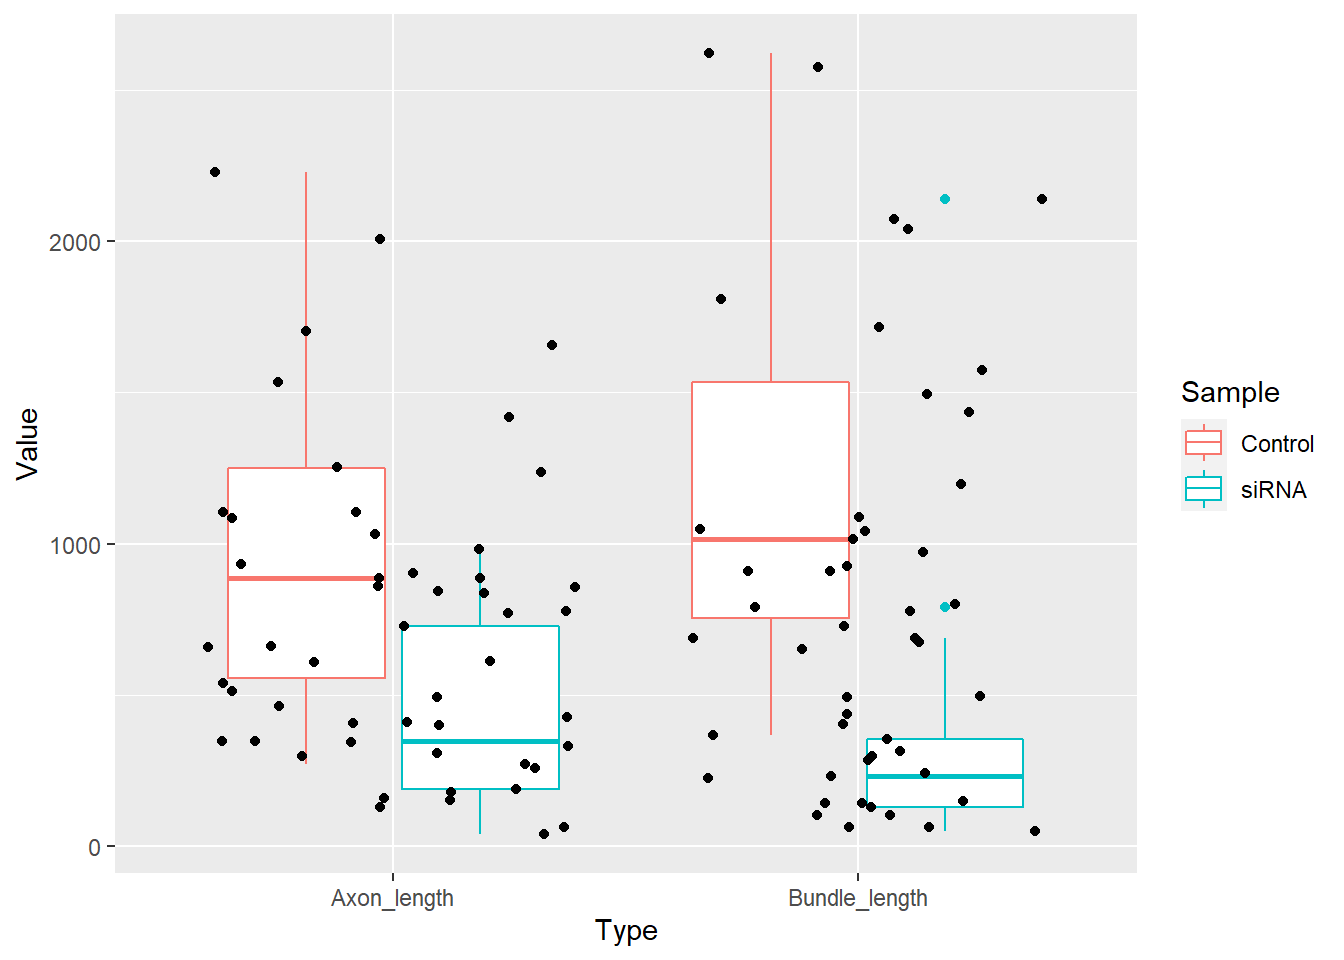 Value
2000
1000
0
Axon_length
Bundle_length
Type
Sample
Control
siRNA